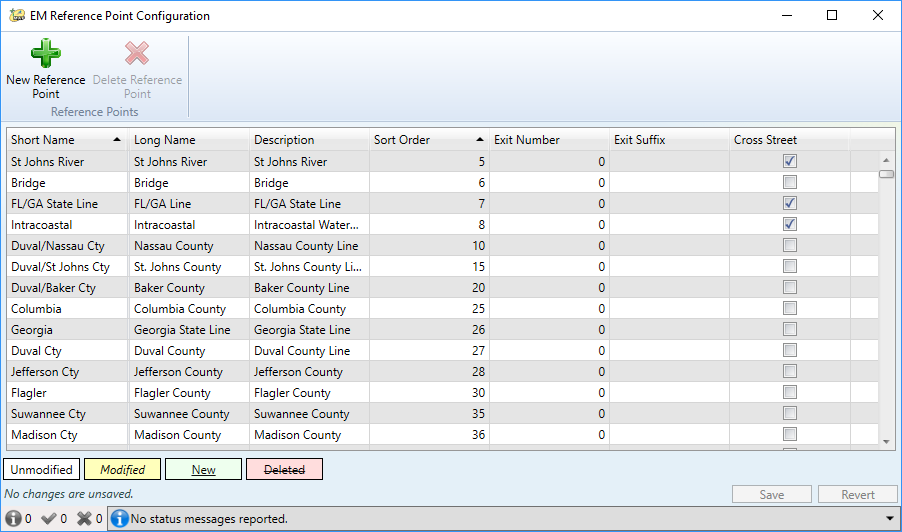 EM Reference Point Configuration
New Reference Point
Delete Reference Point
Reference Points
Short Name Long Name Description Sort Order Exit Number Exit Suffix Cross Street
St Johns River St Johns River St Johns River 5 0
Bridge Bridge Bridge 6 0
FL/GA State Line FL/GA Line FL/GA State Line 7 0
Intracoastal Intracoastal Intracoastal Water... 8 0
Duval/Nassau Cty Nassau County Nassau County Line 10 0
Duval/St Johns Cty St. Johns County St. Johns County Li... 15 0
Duval/Baker Cty Baker County Baker County Line 20 0
Columbia Columbia County Columbia County 25 0
Georgia Georgia State Line Georgia State Line 26 0
Duval Cty Duval County Duval County Line 27 0
Jefferson Cty Jefferson County Jefferson County 28 0
Flagler Flagler County Flagler County 30 0
Suwannee Cty Suwannee County Suwannee County 35 0
Madison Cty Madison County Madison County 36 0
Unmodified Modified New Deleted
No changes are unsaved.
Save Revert
0 0 0 No status messages reported.